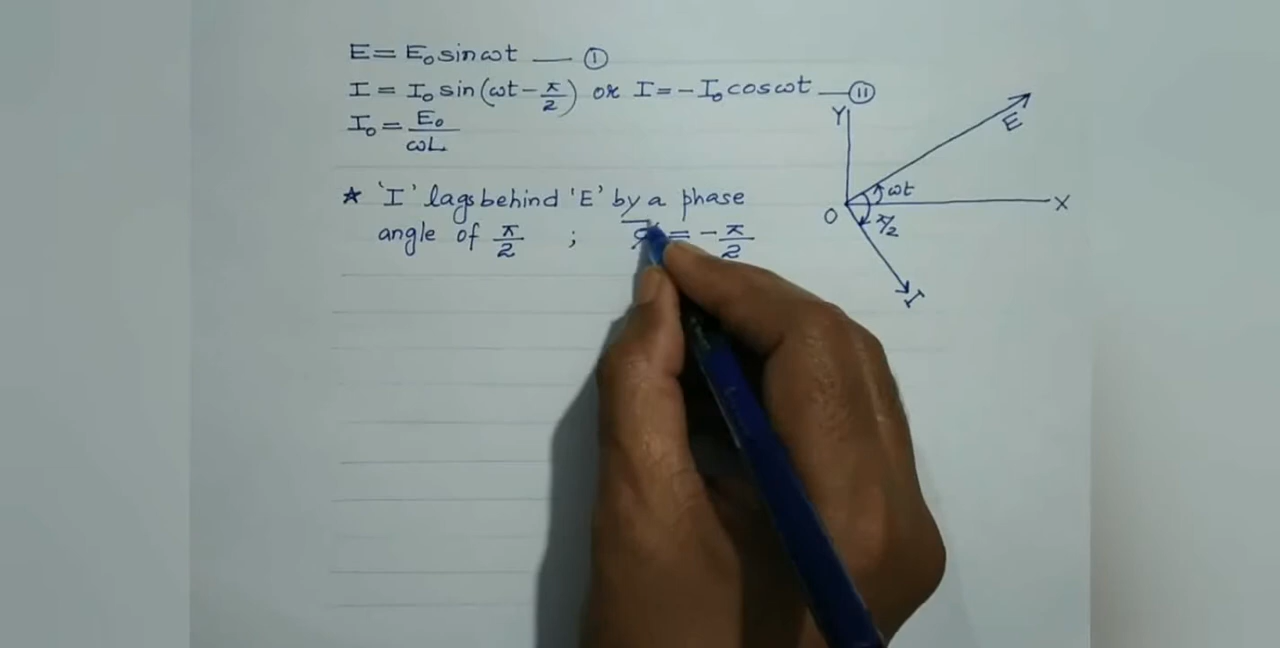 E = E₀ sin ωt — ①
I = I₀ sin (ωt - π/2) or I = - I₀ cos ωt — ⑪
I₀ = E₀/ωL
★ 'I' lags behind 'E' by a phase
angle of π/2 ; = - π/2
Y
E
ωt
O
X
π/2
I